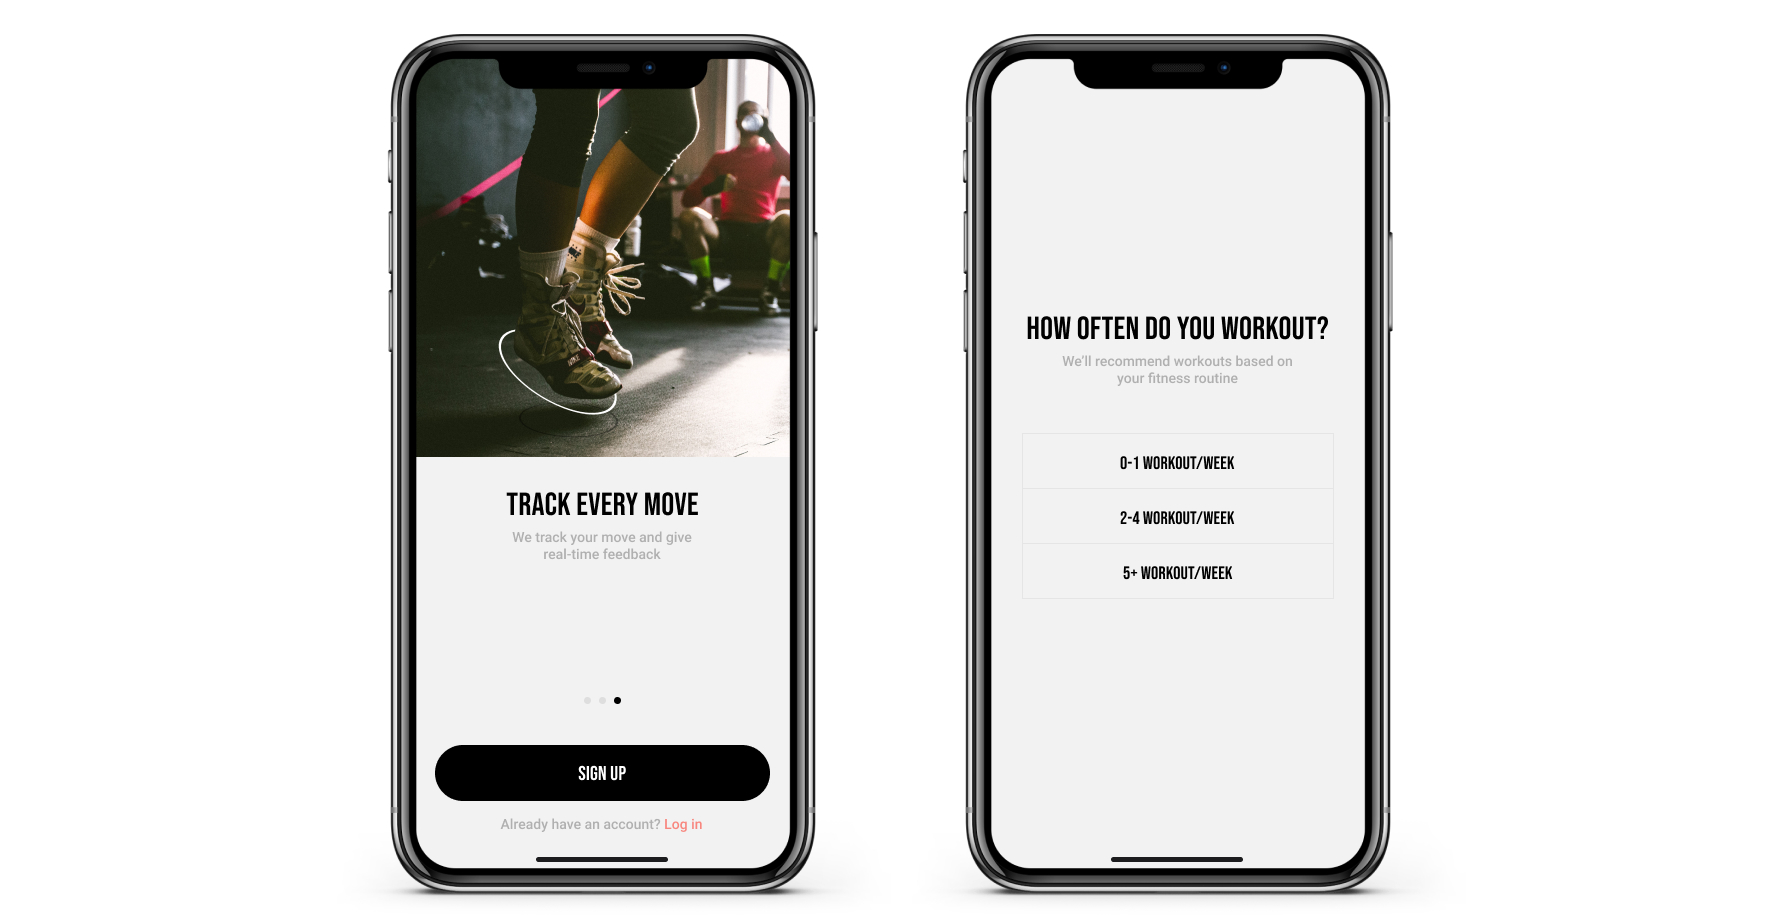 TRACK EVERY MOVE
We track your move and give
real-time feedback
SIGN UP
Already have an account? Log in
HOW OFTEN DO YOU WORKOUT?
We'll recommend workouts based on
your fitness routine
0-1 WORKOUT/WEEK
2-4 WORKOUT/WEEK
5+ WORKOUT/WEEK